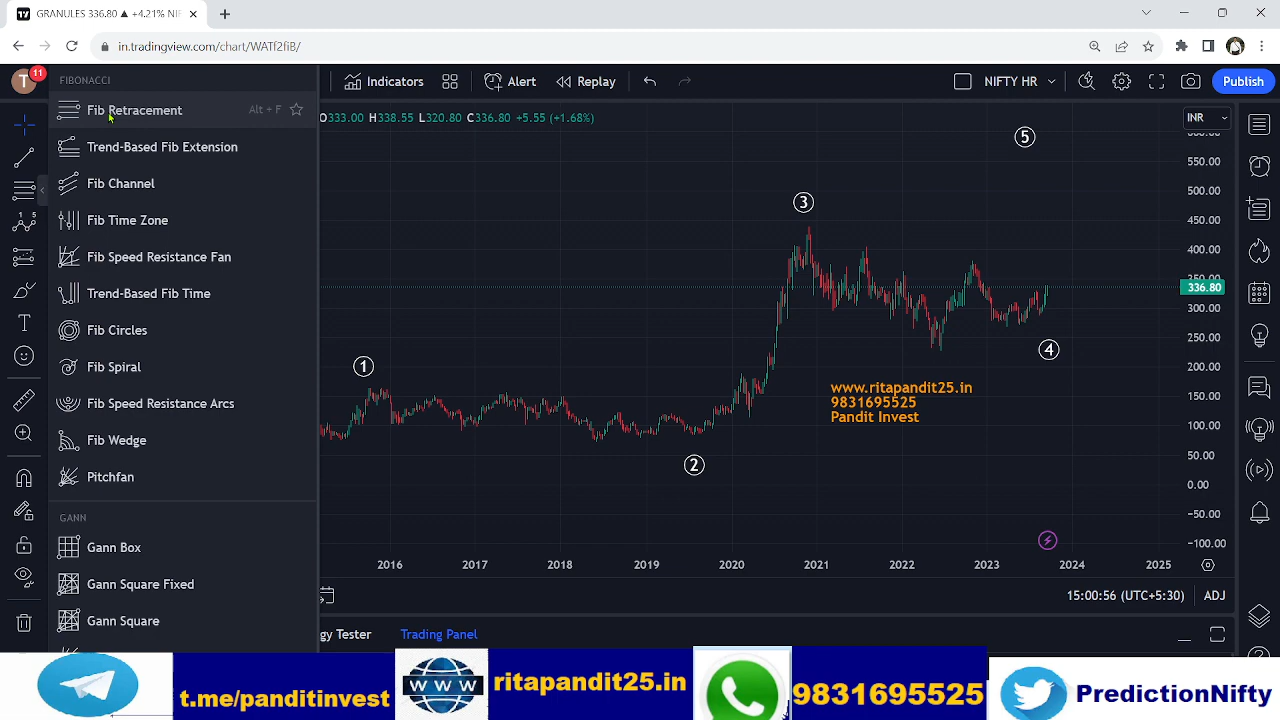 GRANULES 336.80 ▲ +4.21% NI
in.tradingview.com/chart/WATf2fiB/
T
11
FIBONACCI
Indicators
Alert
Replay
NIFTY HR
Publish
Fib Retracement Alt + F
O333.00 H338.55 L320.80 C336.80 +5.55 (+1.68%)
INR
Trend-Based Fib Extension
Fib Channel
Fib Time Zone
Fib Speed Resistance Fan
Trend-Based Fib Time
Fib Circles
Fib Spiral
Fib Speed Resistance Arcs
Fib Wedge
Pitchfan
GANN
Gann Box
Gann Square Fixed
Gann Square
1
2
3
4
5
www.ritapandit25.in
9831695525
Pandit Invest
550.00
500.00
450.00
400.00
350.00
336.80
300.00
250.00
200.00
150.00
100.00
50.00
0.00
−50.00
−100.00
2016 2017 2018 2019 2020 2021 2022 2023 2024 2025
15:00:56 (UTC+5:30) ADJ
gy Tester Trading Panel
t.me/panditinvest
WWW
ritapandit25.in
9831695525
PredictionNifty